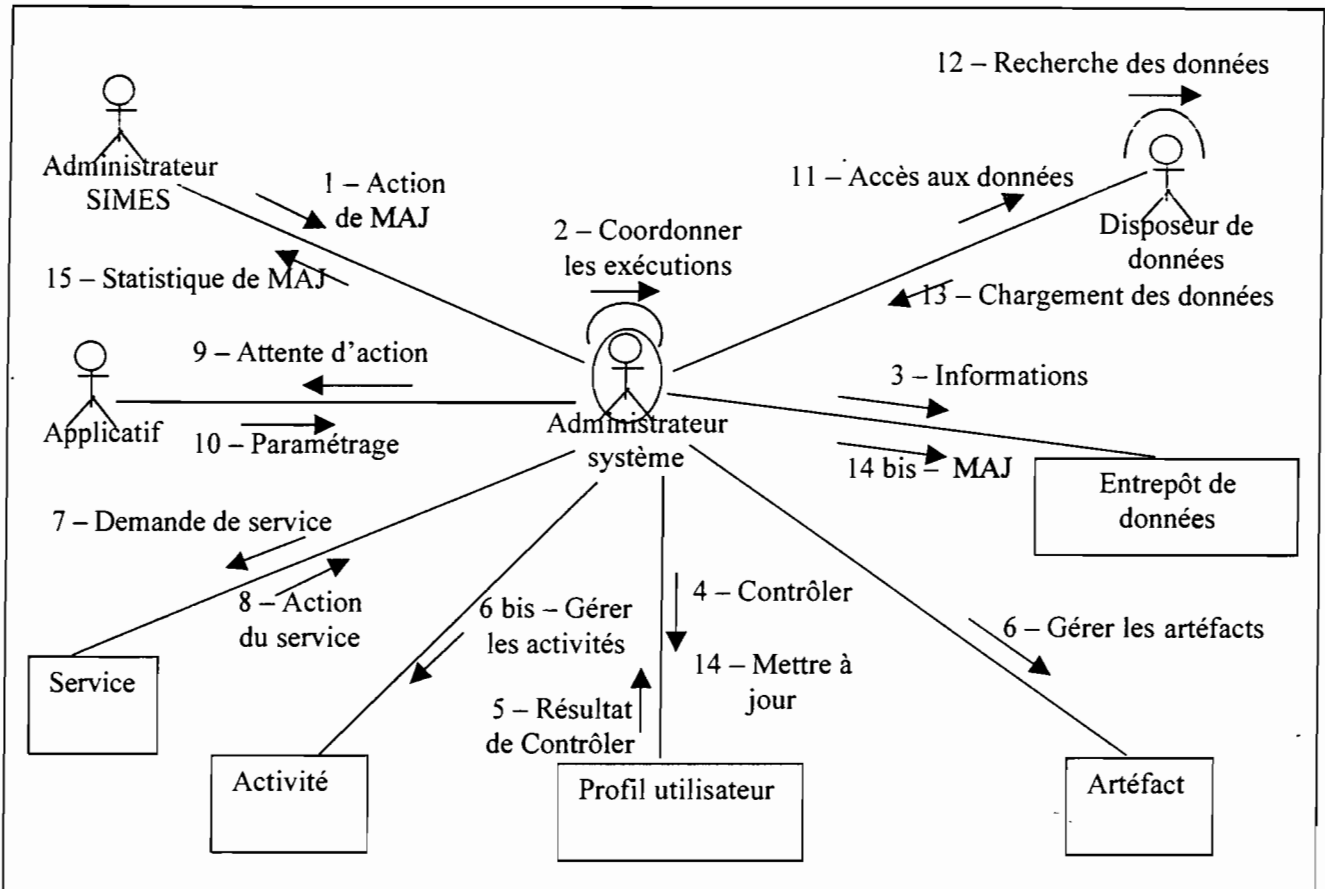 12 – Recherche des données
Administrateur
SIMES
1 – Action
de MAJ
11 – Accès aux données
2 – Coordonner
les exécutions
Disposeur de
données
15 – Statistique de MAJ
13 – Chargement des données
9 – Attente d'action
3 – Informations
Applicatif
10 – Paramétrage
Administrateur
système
14 bis – MAJ
Entrepôt de
données
7 – Demande de service
8 – Action
du service
6 bis – Gérer
les activités
4 – Contrôler
6 – Gérer les artéfacts
14 – Mettre à
jour
Service
5 – Résultat
de Contrôler
Activité
Profil utilisateur
Artéfact